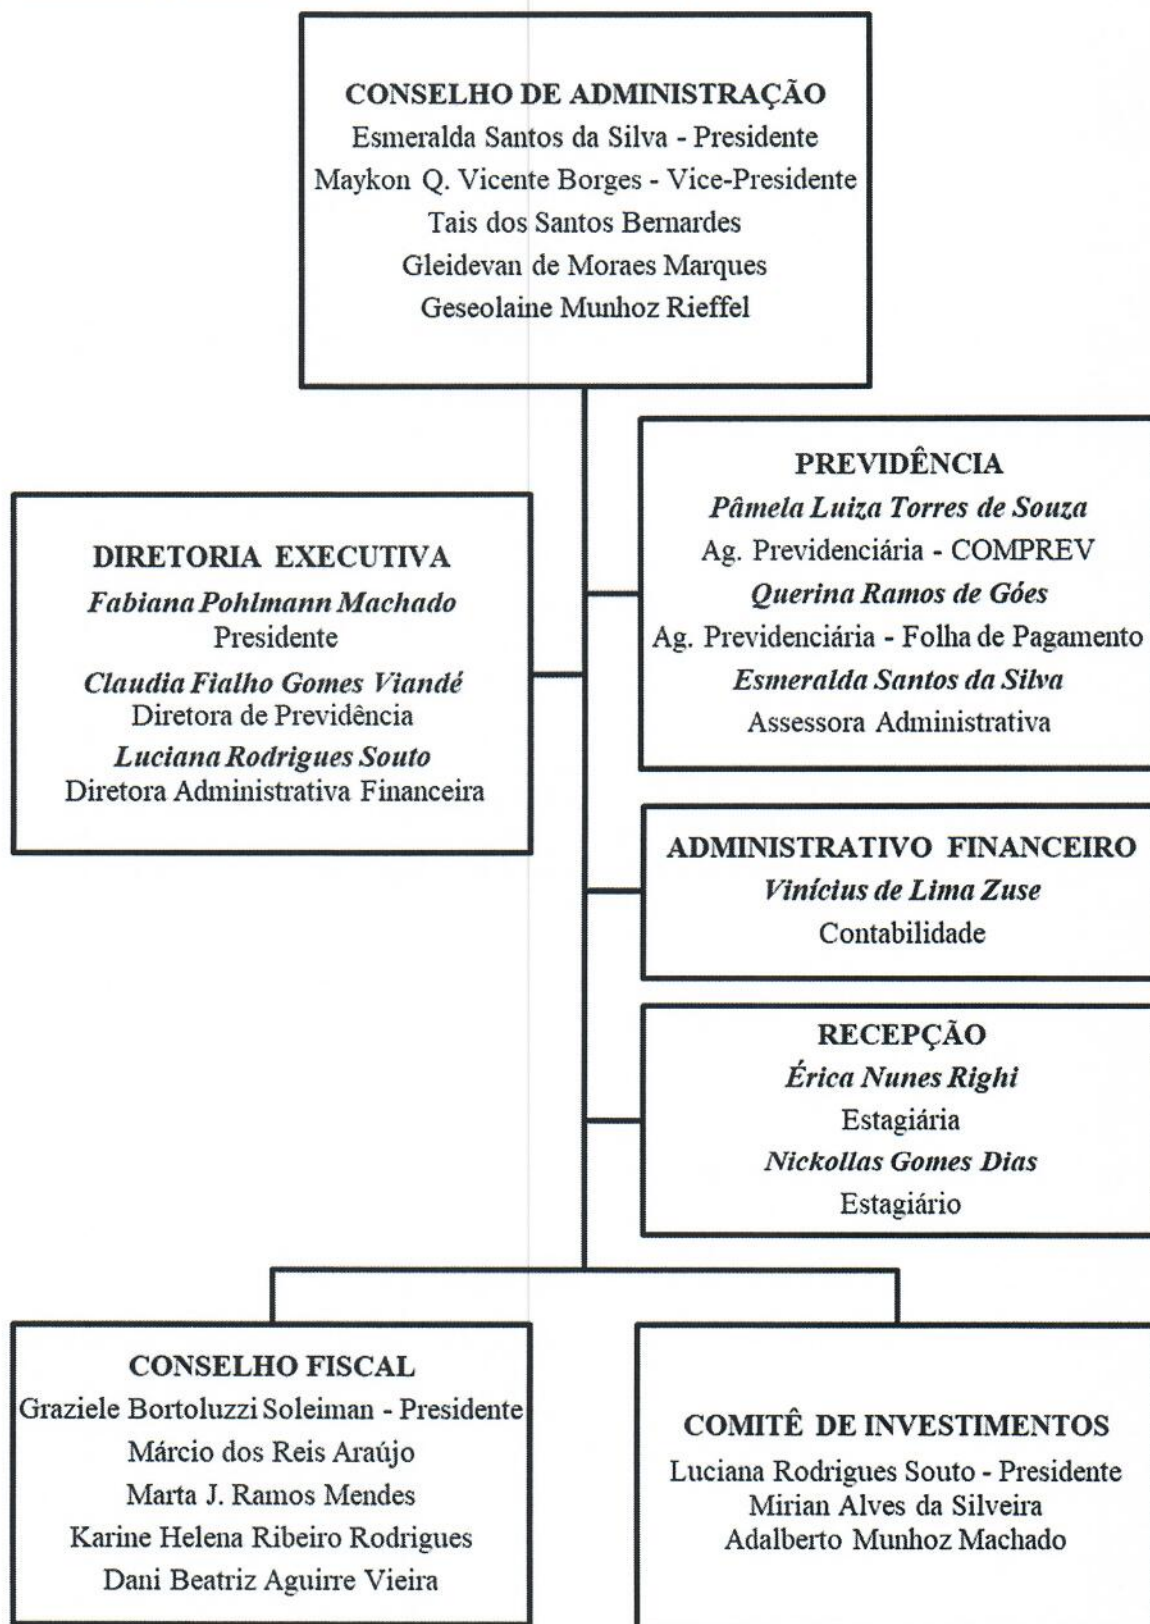 CONSELHO DE ADMINISTRAÇÃO
Esmeralda Santos da Silva - Presidente
Maykon Q. Vicente Borges - Vice-Presidente
Tais dos Santos Bernardes
Gleidevan de Moraes Marques
Geseolaine Munhoz Rieffel
DIRETORIA EXECUTIVA
Fabiana Pohlmann Machado
Presidente
Claudia Fialho Gomes Viandé
Diretora de Previdência
Luciana Rodrigues Souto
Diretora Administrativa Financeira
PREVIDÊNCIA
Pâmela Luiza Torres de Souza
Ag. Previdenciária - COMPREV
Querina Ramos de Góes
Ag. Previdenciária - Folha de Pagamento
Esmeralda Santos da Silva
Assessora Administrativa
ADMINISTRATIVO FINANCEIRO
Vinícius de Lima Zuse
Contabilidade
RECEPÇÃO
Érica Nunes Righi
Estagiária
Nickollas Gomes Dias
Estagiário
CONSELHO FISCAL
Graziele Bortoluzzi Soleiman - Presidente
Márcio dos Reis Araújo
Marta J. Ramos Mendes
Karine Helena Ribeiro Rodrigues
Dani Beatriz Aguirre Vieira
COMITÊ DE INVESTIMENTOS
Luciana Rodrigues Souto - Presidente
Mirian Alves da Silveira
Adalberto Munhoz Machado